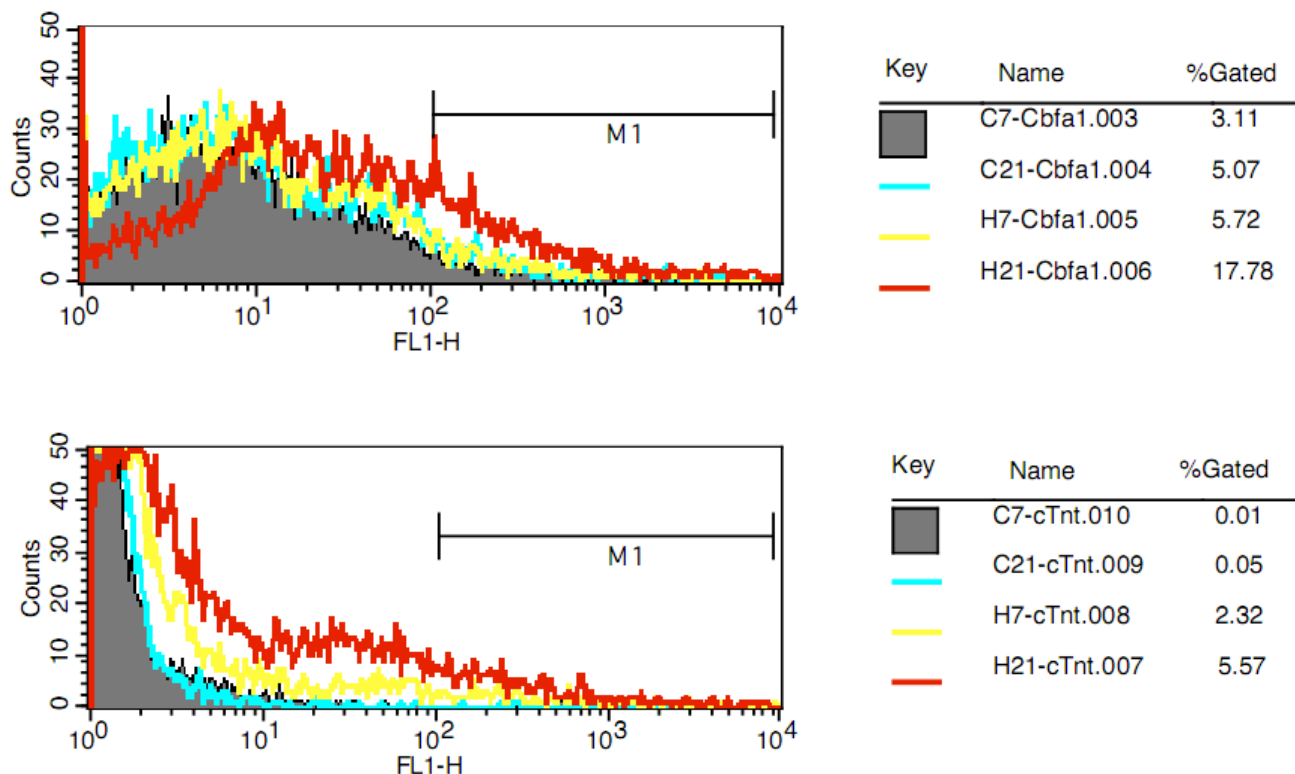 50
40
30
20
10
0
Counts
M1
10^0 10^1 10^2 10^3 10^4
FL1-H
Key Name %Gated
C7-Cbfa1.003 3.11
C21-Cbfa1.004 5.07
H7-Cbfa1.005 5.72
H21-Cbfa1.006 17.78
50
40
30
20
10
0
Counts
M1
10^0 10^1 10^2 10^3 10^4
FL1-H
Key Name %Gated
C7-cTnt.010 0.01
C21-cTnt.009 0.05
H7-cTnt.008 2.32
H21-cTnt.007 5.57